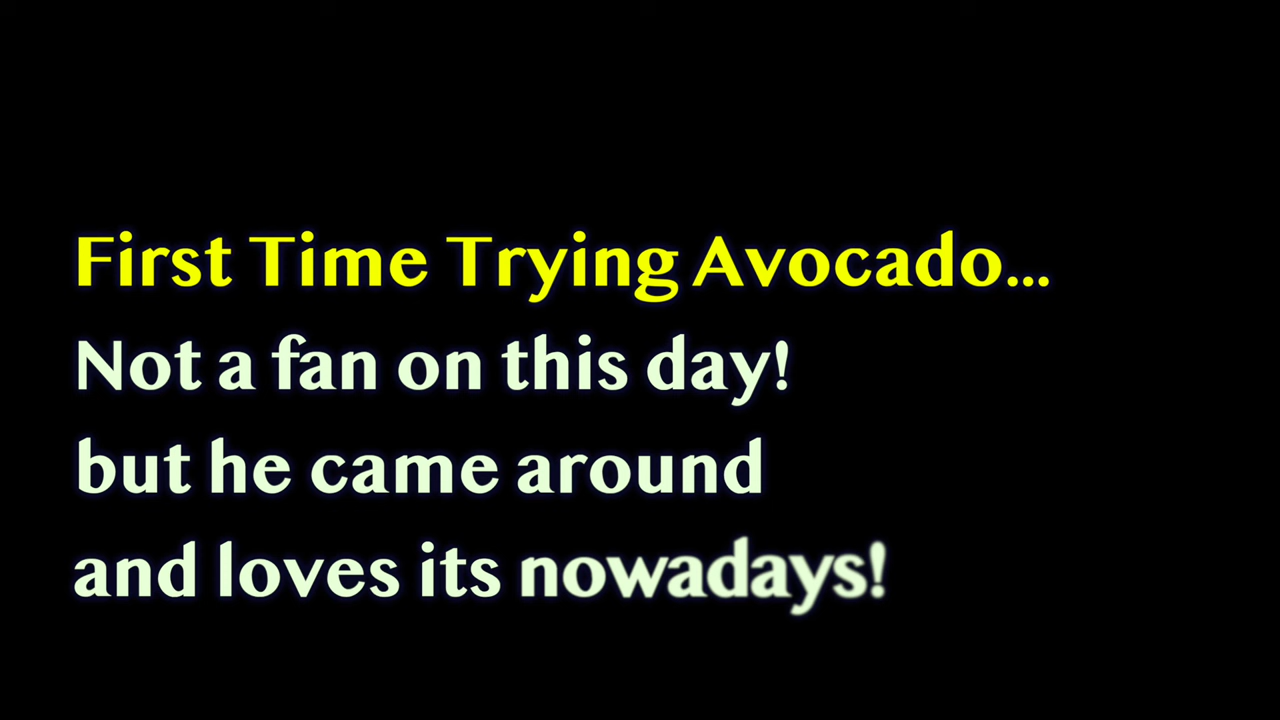 First Time Trying Avocado...
Not a fan on this day!
but he came around
and loves its nowadays!